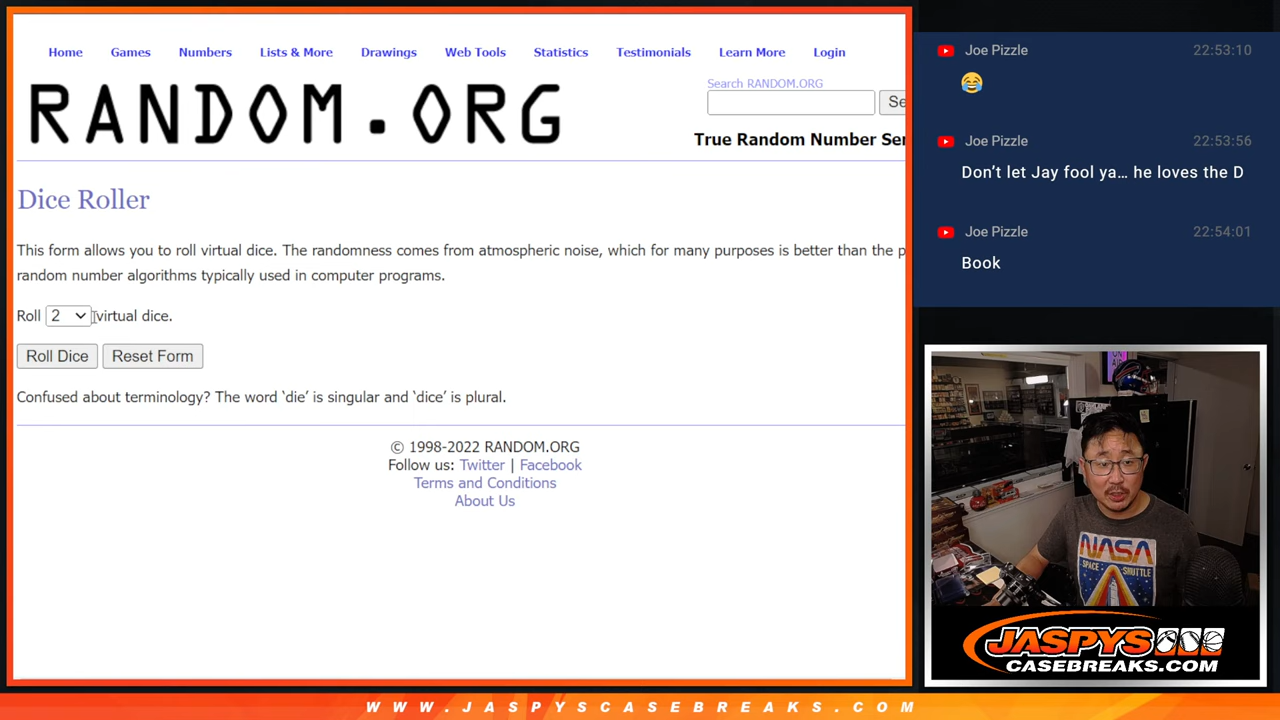 Home Games Numbers Lists & More Drawings Web Tools Statistics Testimonials Learn More Login
RANDOM.ORG
Search RANDOM.ORG
Se
True Random Number Ser
Dice Roller
This form allows you to roll virtual dice. The randomness comes from atmospheric noise, which for many purposes is better than the p
random number algorithms typically used in computer programs.
Roll 2 virtual dice.
Roll Dice Reset Form
Confused about terminology? The word ‘die’ is singular and ‘dice’ is plural.
© 1998-2022 RANDOM.ORG
Follow us: Twitter | Facebook
Terms and Conditions
About Us
Joe Pizzle 22:53:10
😂
Joe Pizzle 22:53:56
Don’t let Jay fool ya… he loves the D
Joe Pizzle 22:54:01
Book
ON
AIR
NASA
SPACE SHUTTLE
JASPYS
CASEBREAKS.COM
WWW.JASPYSCASEBREAKS.COM